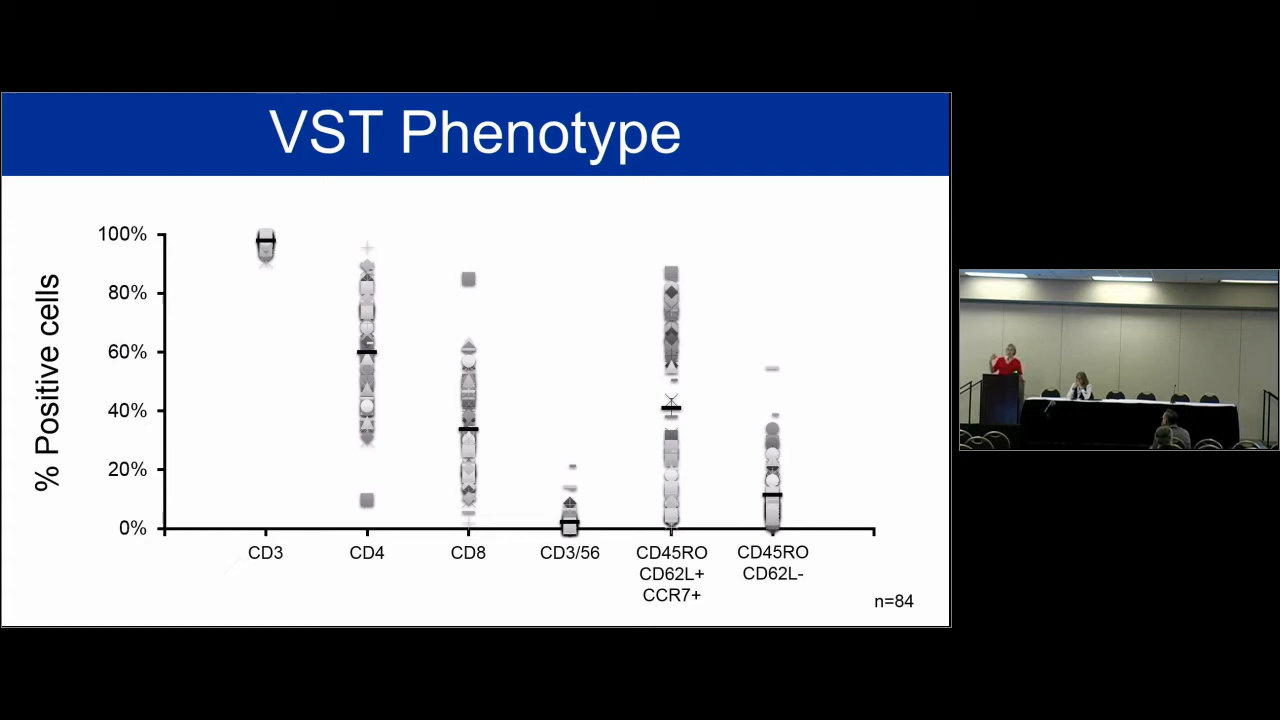 VST Phenotype
% Positive cells
100%
80%
60%
40%
20%
0%
CD3
CD4
CD8
CD3/56
CD45RO
CD62L+
CCR7+
CD45RO
CD62L-
n=84